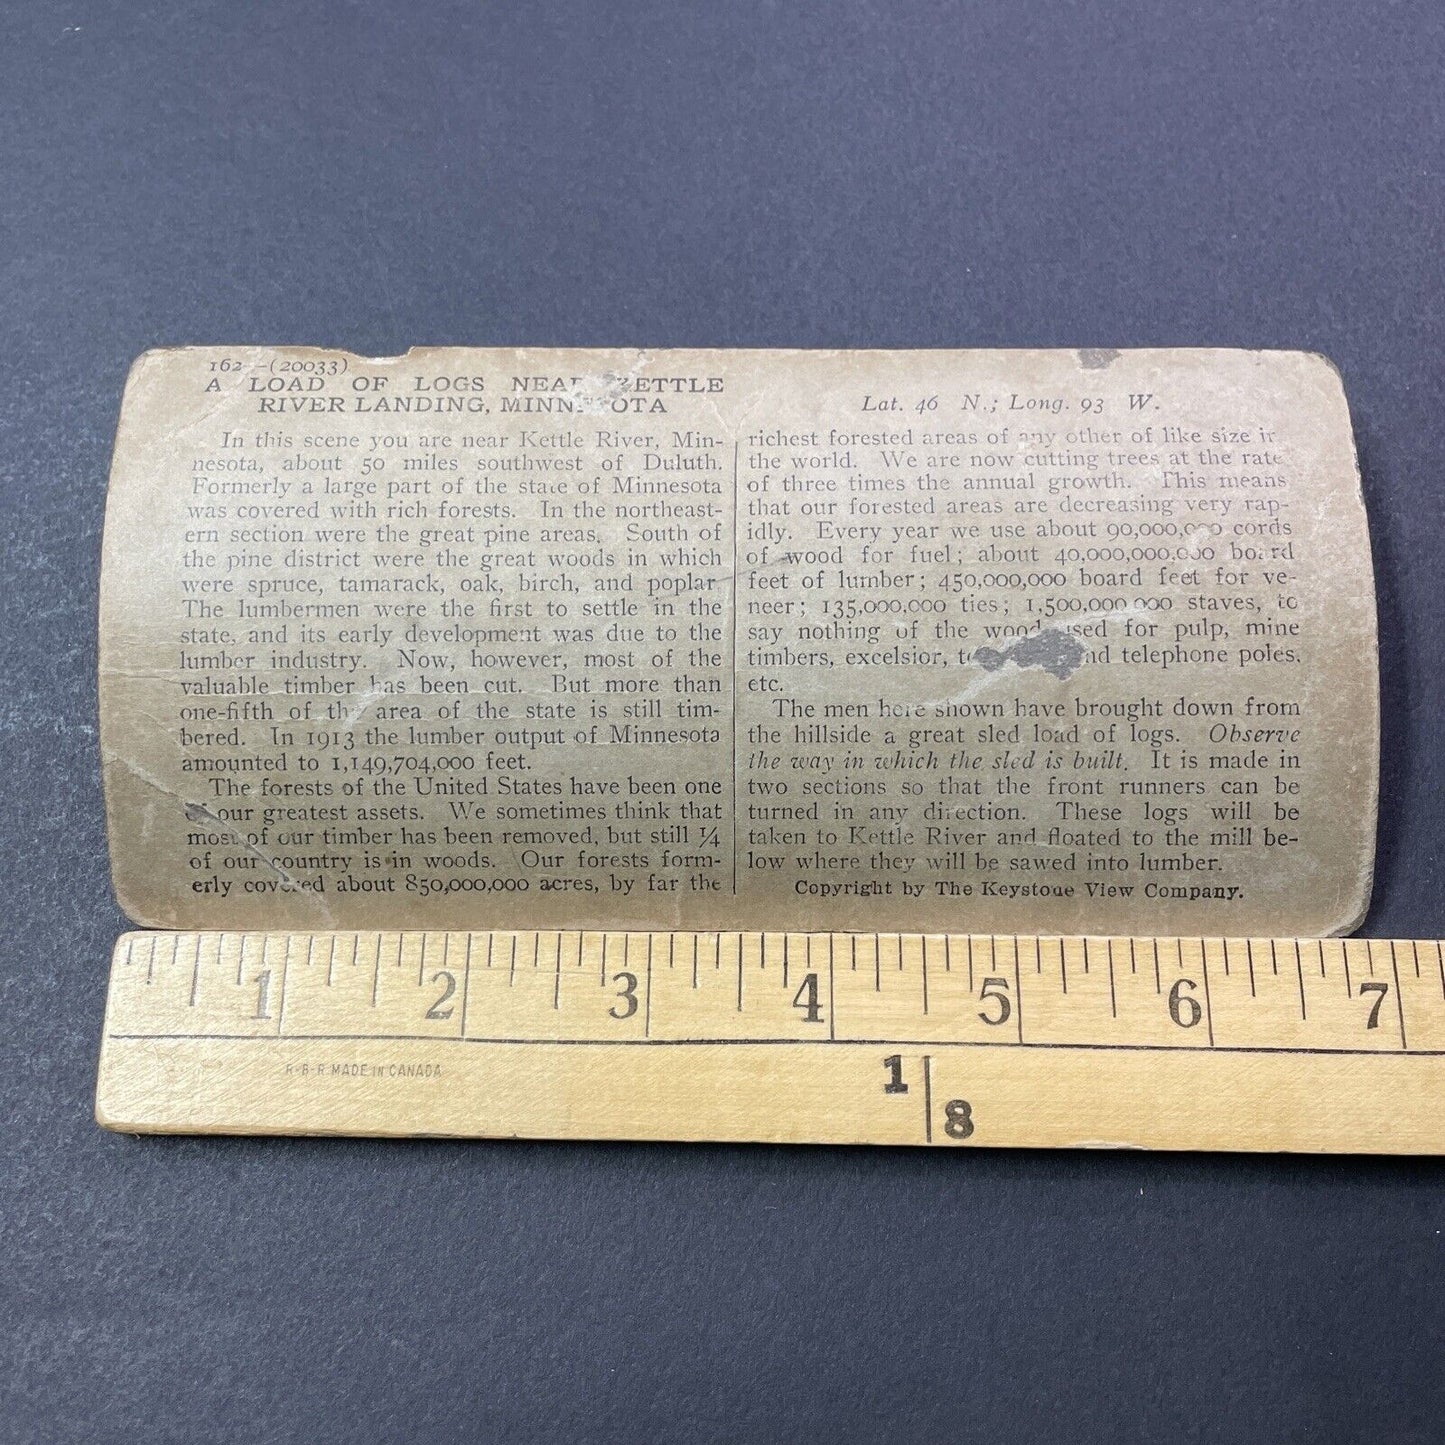 162—(20033)
A LOAD OF LOGS NEAR KETTLE
RIVER LANDING, MINNESOTA
In this scene you are near Kettle River, Min-
nesota, about 50 miles southwest of Duluth.
Formerly a large part of the state of Minnesota
was covered with rich forests. In the northeast-
ern section were the great pine areas. South of
the pine district were the great woods in which
were spruce, tamarack, oak, birch, and poplar.
The lumbermen were the first to settle in the
state, and its early development was due to the
lumber industry. Now, however, most of the
valuable timber has been cut. But more than
one-fifth of the area of the state is still tim-
bered. In 1913 the lumber output of Minnesota
amounted to 1,149,704,000 feet.
The forests of the United States have been one
of our greatest assets. We sometimes think that
most of our timber has been removed, but still ¼
of our country is in woods. Our forests form-
erly covered about 850,000,000 acres, by far the
Lat. 46 N.; Long. 93 W.
richest forested areas of any other of like size in
the world. We are now cutting trees at the rate
of three times the annual growth. This means
that our forested areas are decreasing very rap-
idly. Every year we use about 90,000,000 cords
of wood for fuel; about 40,000,000,000 board
feet of lumber; 450,000,000 board feet for ve-
neer; 135,000,000 ties; 1,500,000,000 staves, to
say nothing of the wood used for pulp, mine
timbers, excelsior, and telephone poles,
etc.
The men here shown have brought down from
the hillside a great sled load of logs. Observe
the way in which the sled is built. It is made in
two sections so that the front runners can be
turned in any direction. These logs will be
taken to Kettle River and floated to the mill be-
low where they will be sawed into lumber.
Copyright by The Keystone View Company.
1 2 3 4 5 6 7
R-B-R MADE IN CANADA
1
8